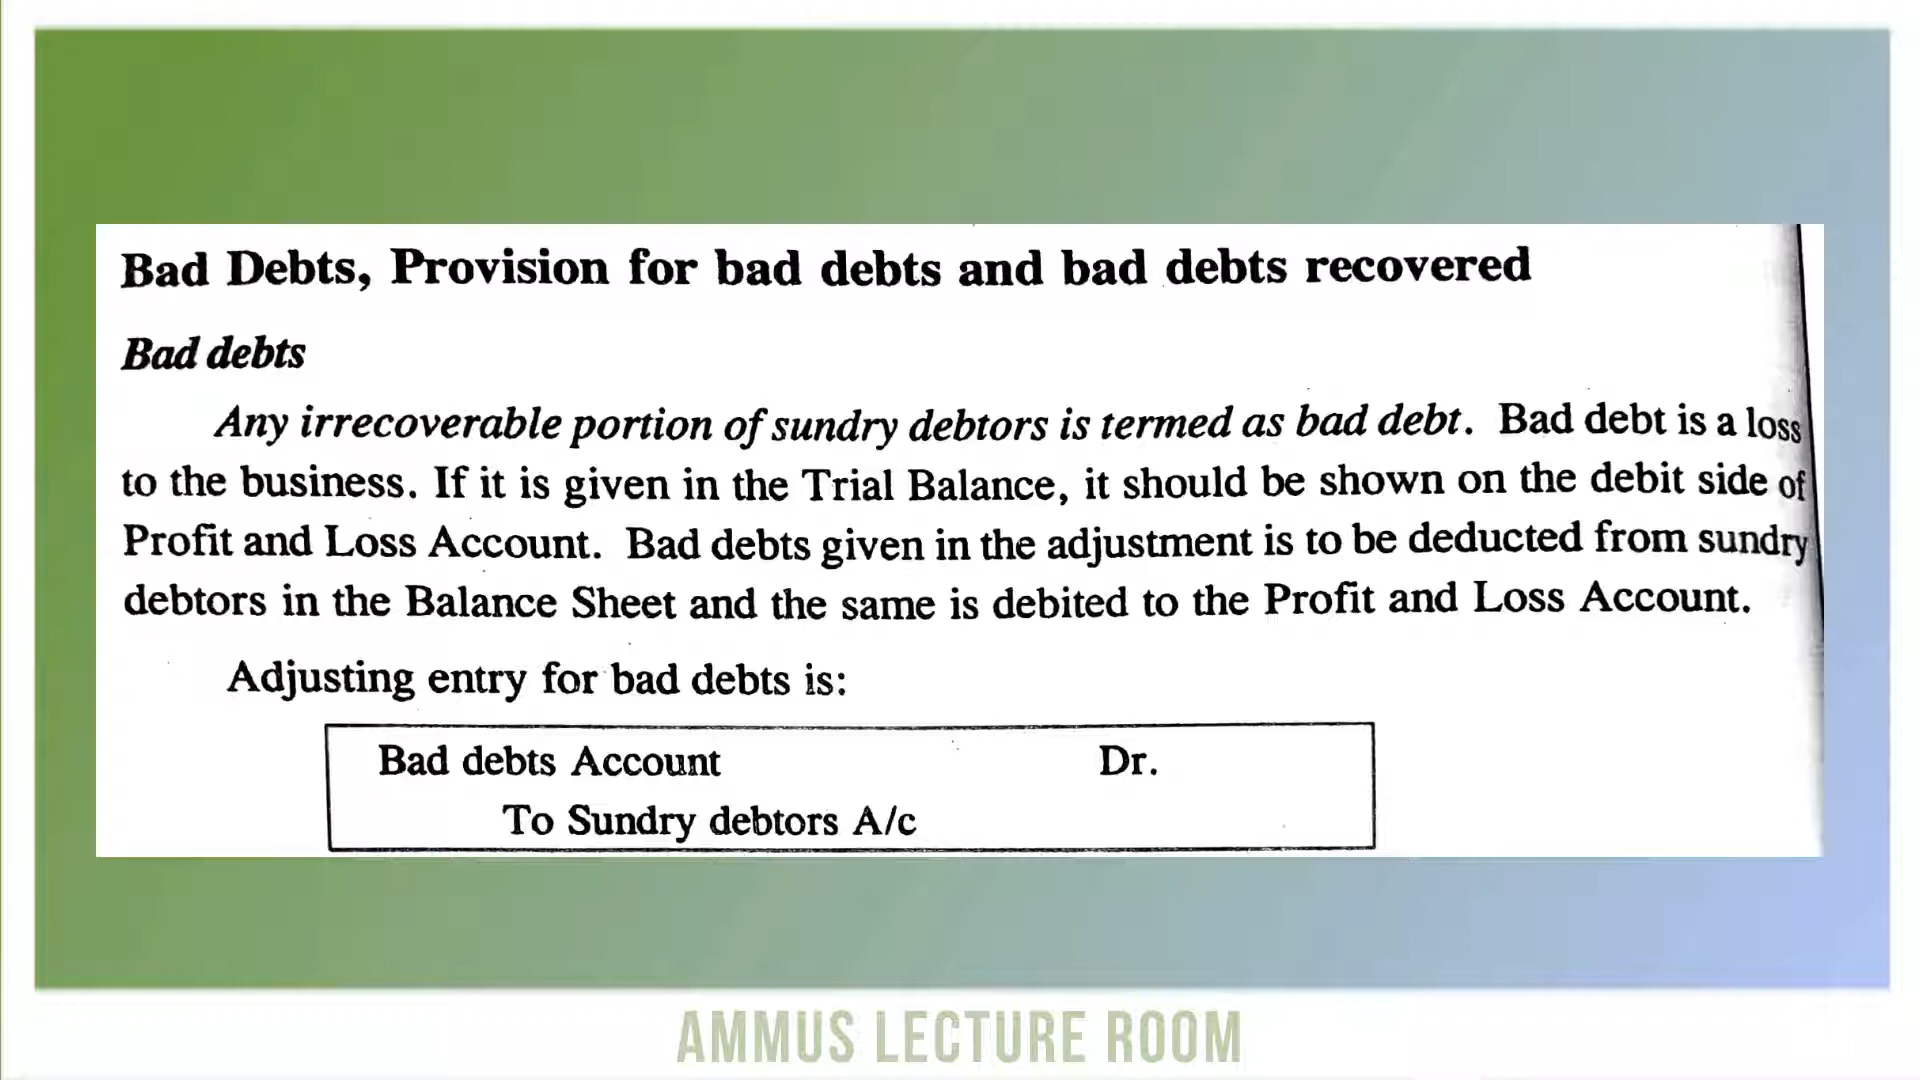 Bad Debts, Provision for bad debts and bad debts recovered
Bad debts
Any irrecoverable portion of sundry debtors is termed as bad debt. Bad debt is a loss
to the business. If it is given in the Trial Balance, it should be shown on the debit side of
Profit and Loss Account. Bad debts given in the adjustment is to be deducted from sundry
debtors in the Balance Sheet and the same is debited to the Profit and Loss Account.
Adjusting entry for bad debts is:
Bad debts Account Dr.
To Sundry debtors A/c
AMMUS LECTURE ROOM